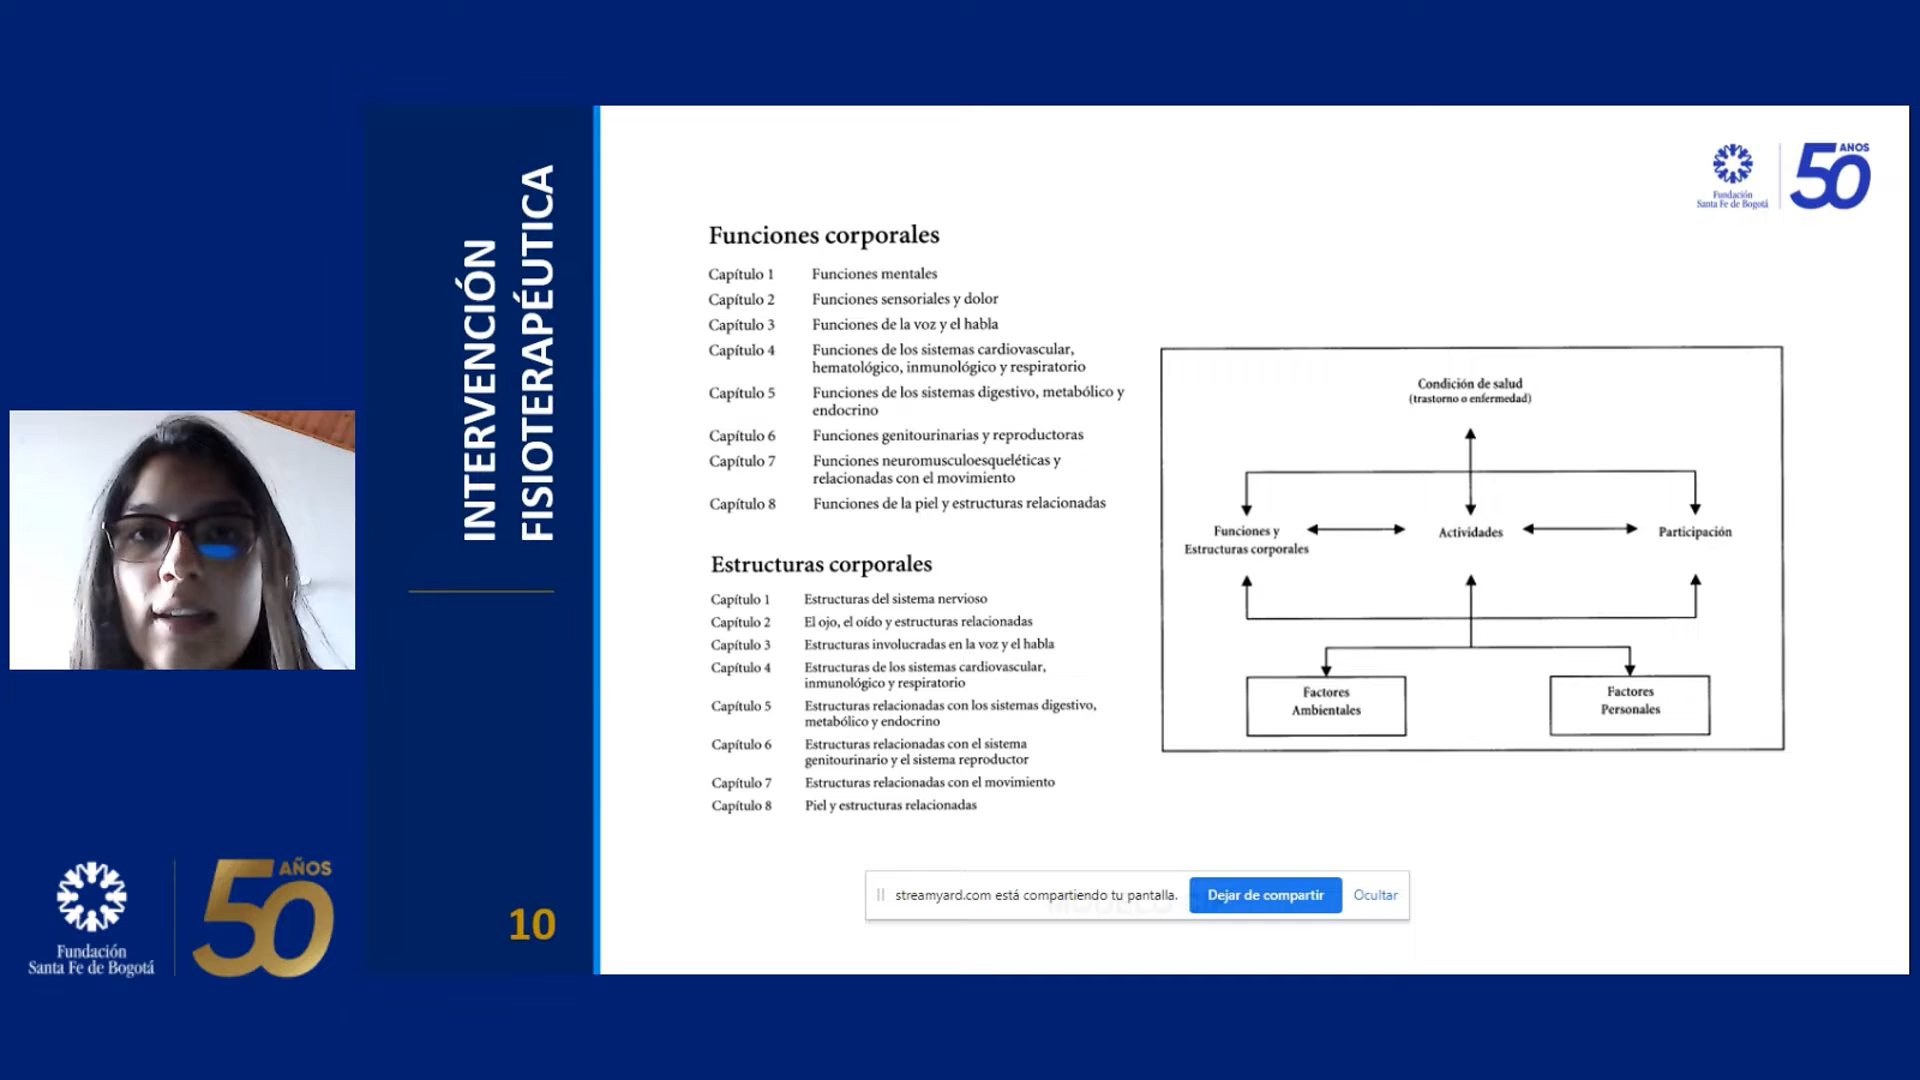 INTERVENCIÓN
FISIOTERAPÉUTICA
10
Fundación
Santa Fe de Bogotá
50 AÑOS
Fundación
Santa Fe de Bogotá
50 AÑOS
Funciones corporales
Capítulo 1 Funciones mentales
Capítulo 2 Funciones sensoriales y dolor
Capítulo 3 Funciones de la voz y el habla
Capítulo 4 Funciones de los sistemas cardiovascular,
hematológico, inmunológico y respiratorio
Capítulo 5 Funciones de los sistemas digestivo, metabólico y
endocrino
Capítulo 6 Funciones genitourinarias y reproductoras
Capítulo 7 Funciones neuromusculoesqueléticas y
relacionadas con el movimiento
Capítulo 8 Funciones de la piel y estructuras relacionadas
Estructuras corporales
Capítulo 1 Estructuras del sistema nervioso
Capítulo 2 El ojo, el oído y estructuras relacionadas
Capítulo 3 Estructuras involucradas en la voz y el habla
Capítulo 4 Estructuras de los sistemas cardiovascular,
inmunológico y respiratorio
Capítulo 5 Estructuras relacionadas con los sistemas digestivo,
metabólico y endocrino
Capítulo 6 Estructuras relacionadas con el sistema
genitourinario y el sistema reproductor
Capítulo 7 Estructuras relacionadas con el movimiento
Capítulo 8 Piel y estructuras relacionadas
Condición de salud
(trastorno o enfermedad)
Funciones y
Estructuras corporales
Actividades
Participación
Factores
Ambientales
Factores
Personales
streamyard.com está compartiendo tu pantalla. Dejar de compartir Ocultar